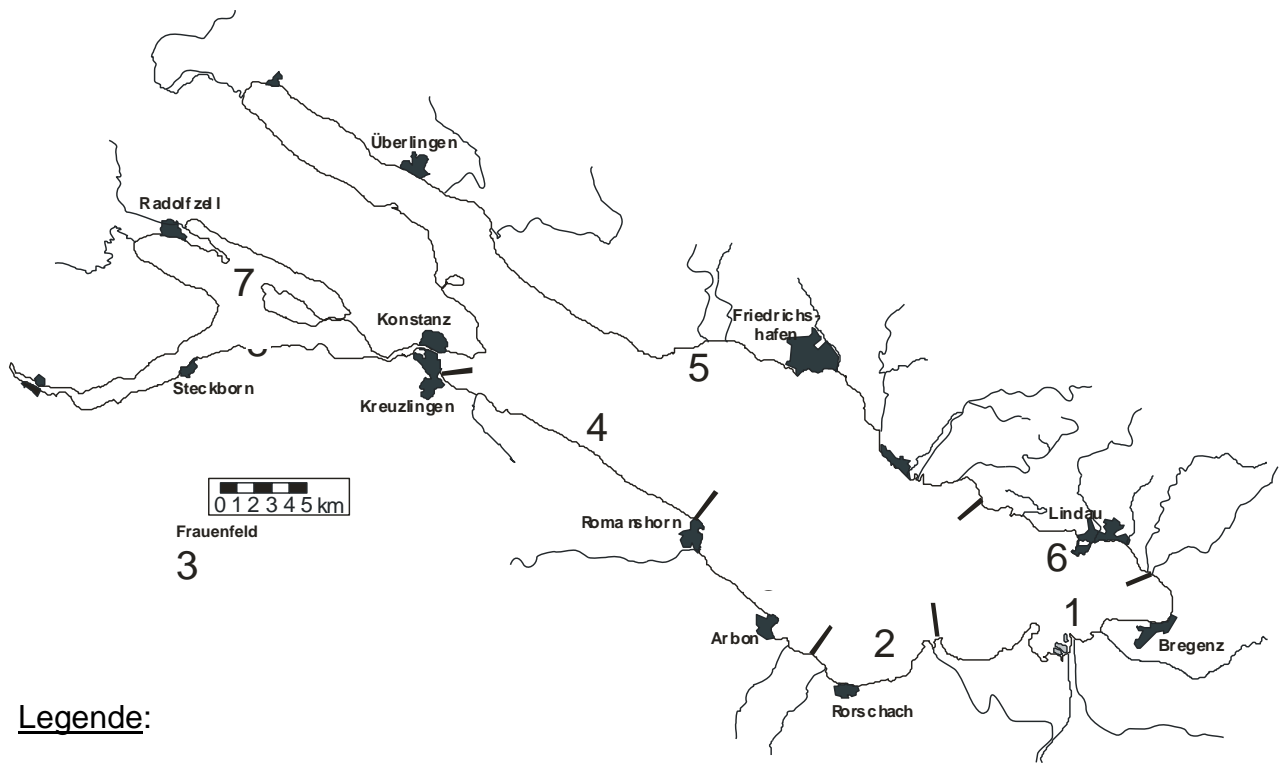 Überlingen
Radolfzell
7
Konstanz
Friedrichs-
hafen
5
Steckborn
Kreuzlingen
4
0 1 2 3 4 5 km
Romanshorn
Lindau
Frauenfeld
3
6
1
Arbon
2
Bregenz
Rorschach
Legende: